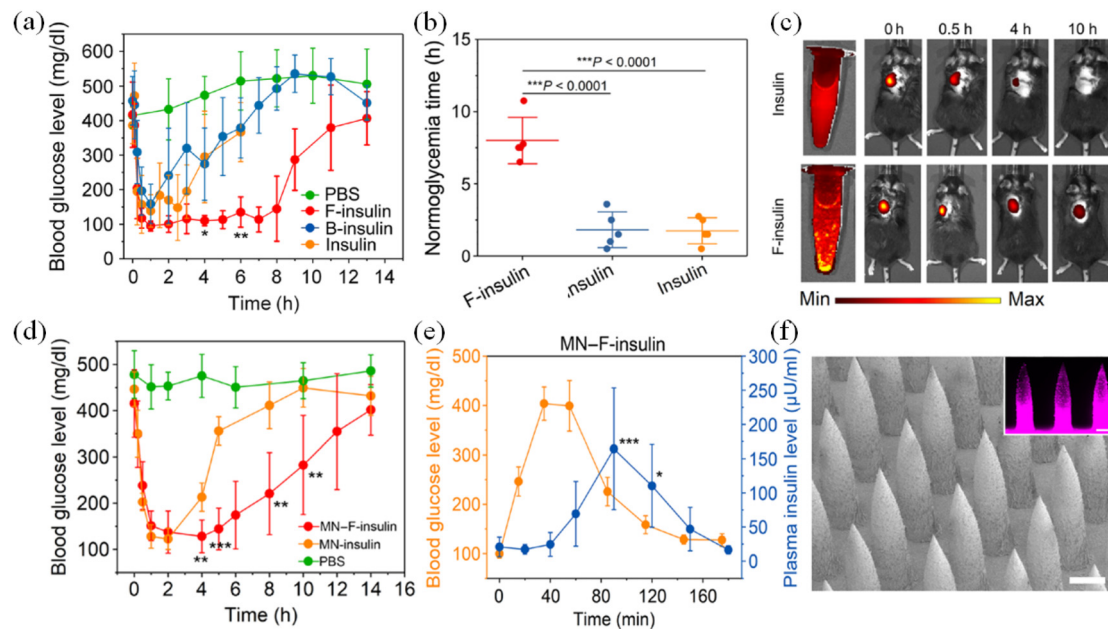 (a)
Blood glucose level (mg/dl)
600
500
400
300
200
100
0
PBS
F-insulin
B-insulin
Insulin
*
**
0 2 4 6 8 10 12 14
Time (h)
(b)
Normoglycemia time (h)
15
10
5
0
***P < 0.0001
***P < 0.0001
F-insulin
.nsulin
Insulin
(c)
0 h 0.5 h 4 h 10 h
Insulin
F-insulin
Min Max
(d)
Blood glucose level (mg/dl)
500
400
300
200
100
**
***
**
**
MN–F-insulin
MN-insulin
PBS
0 2 4 6 8 10 12 14
Time (h)
(e)
MN–F-insulin
Blood glucose level (mg/dl)
500
400
300
200
100
***
*
300
250
200
150
100
50
0
Plasma insulin level (µU/ml)
0 40 80 120 160
Time (min)
(f)